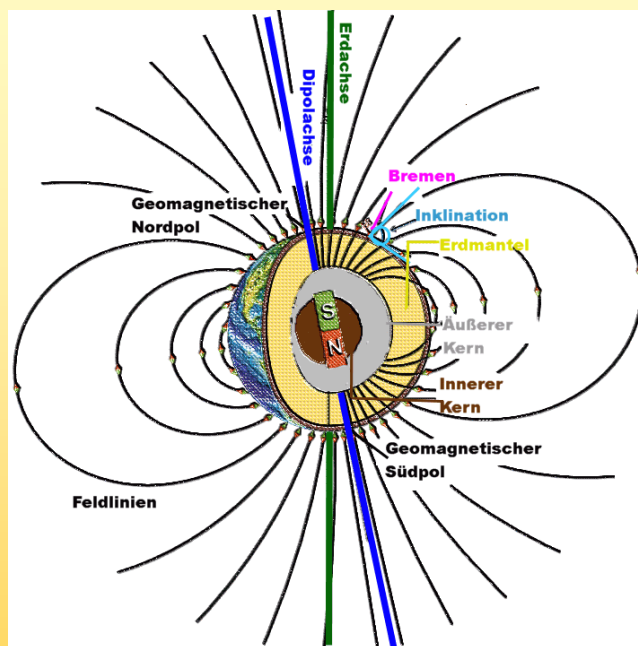 Erdachse
Dipolachse
Bremen
Geomagnetischer
Nordpol
Inklination
Erdmantel
S
N
Äußerer
Kern
Innerer
Kern
Geomagnetischer
Südpol
Feldlinien